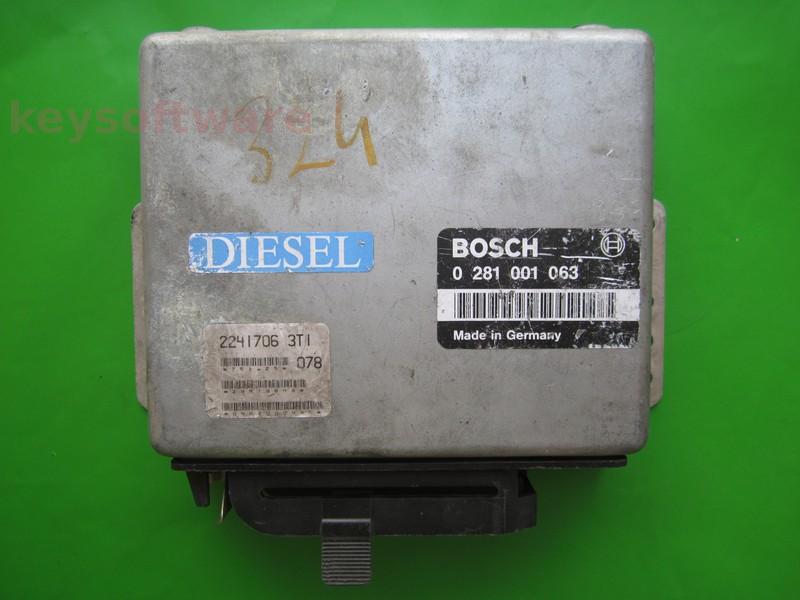 keysoftware
324
DIESEL
BOSCH
0 281 001 063
Made in Germany
2241706 3T1
078